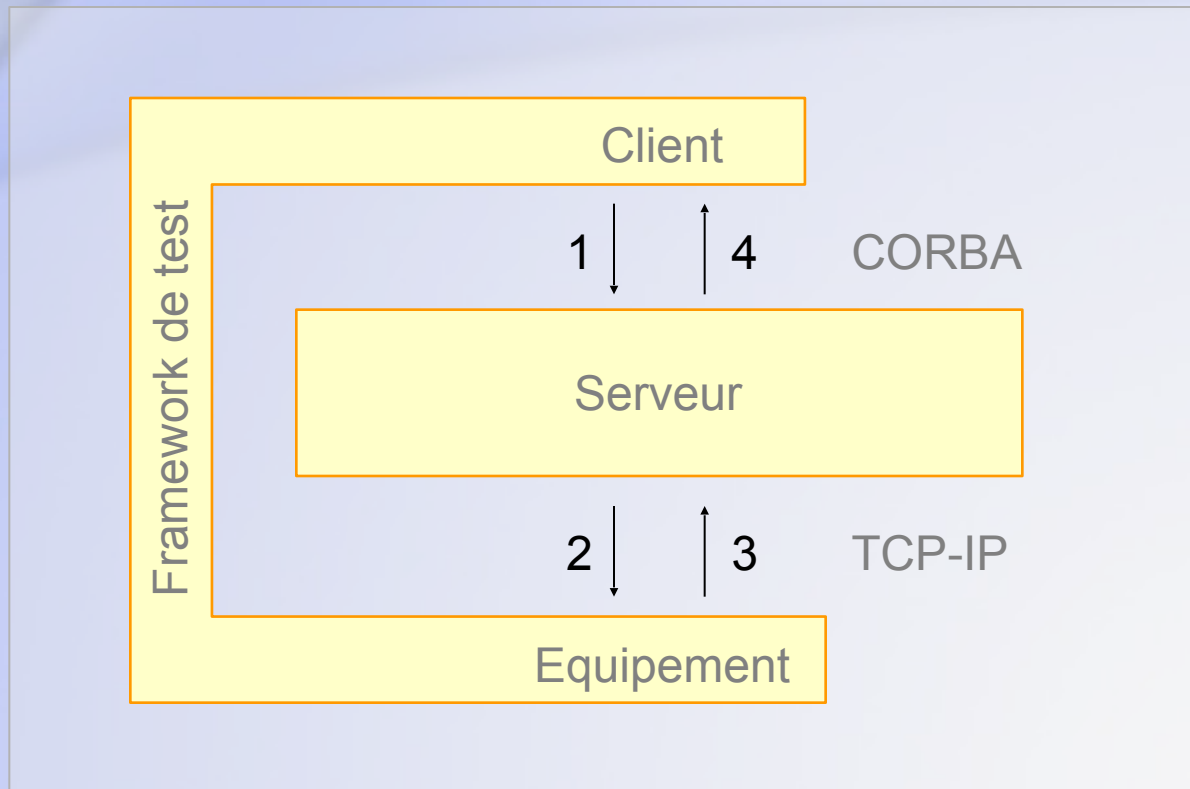 Client
Framework de test
1
4
CORBA
Serveur
2
3
TCP-IP
Equipement